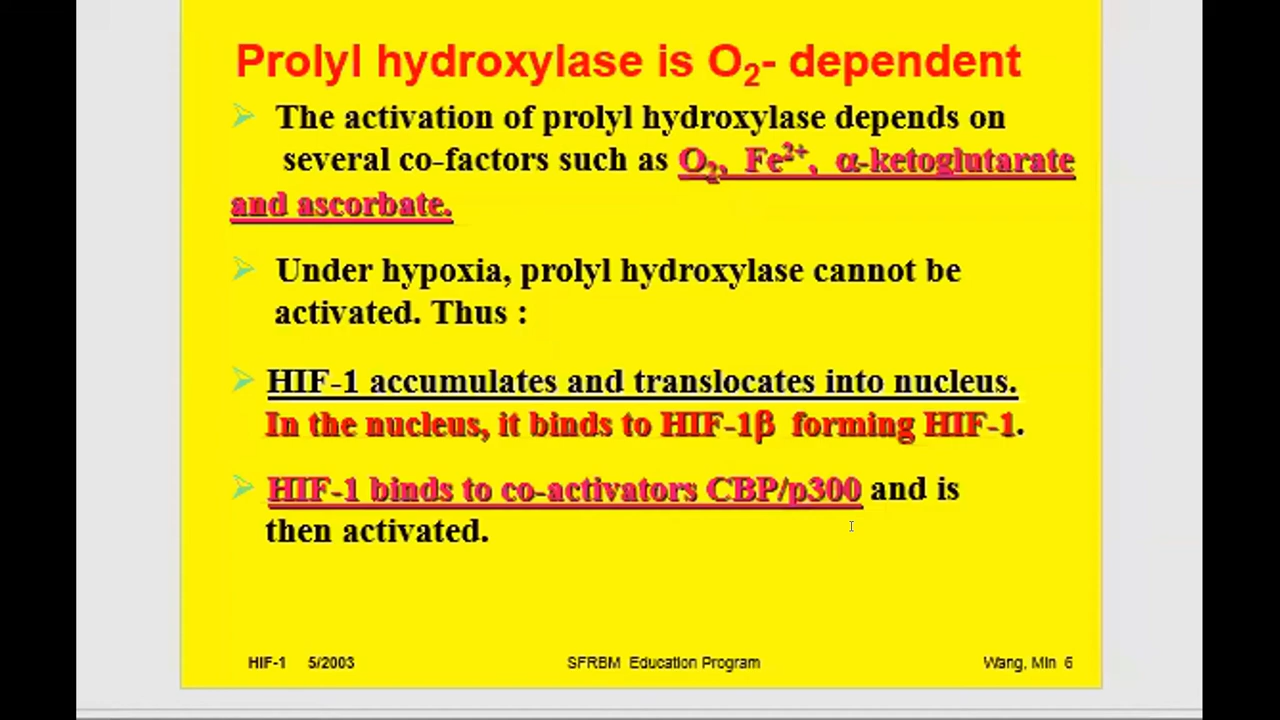 Prolyl hydroxylase is O₂- dependent
➢ The activation of prolyl hydroxylase depends on
several co-factors such as O₂, Fe²⁺, α-ketoglutarate
and ascorbate.
➢ Under hypoxia, prolyl hydroxylase cannot be
activated. Thus :
➢ HIF-1 accumulates and translocates into nucleus.
In the nucleus, it binds to HIF-1β forming HIF-1.
➢ HIF-1 binds to co-activators CBP/p300 and is
then activated.
HIF-1 5/2003 SFRBM Education Program Wang, Min 6